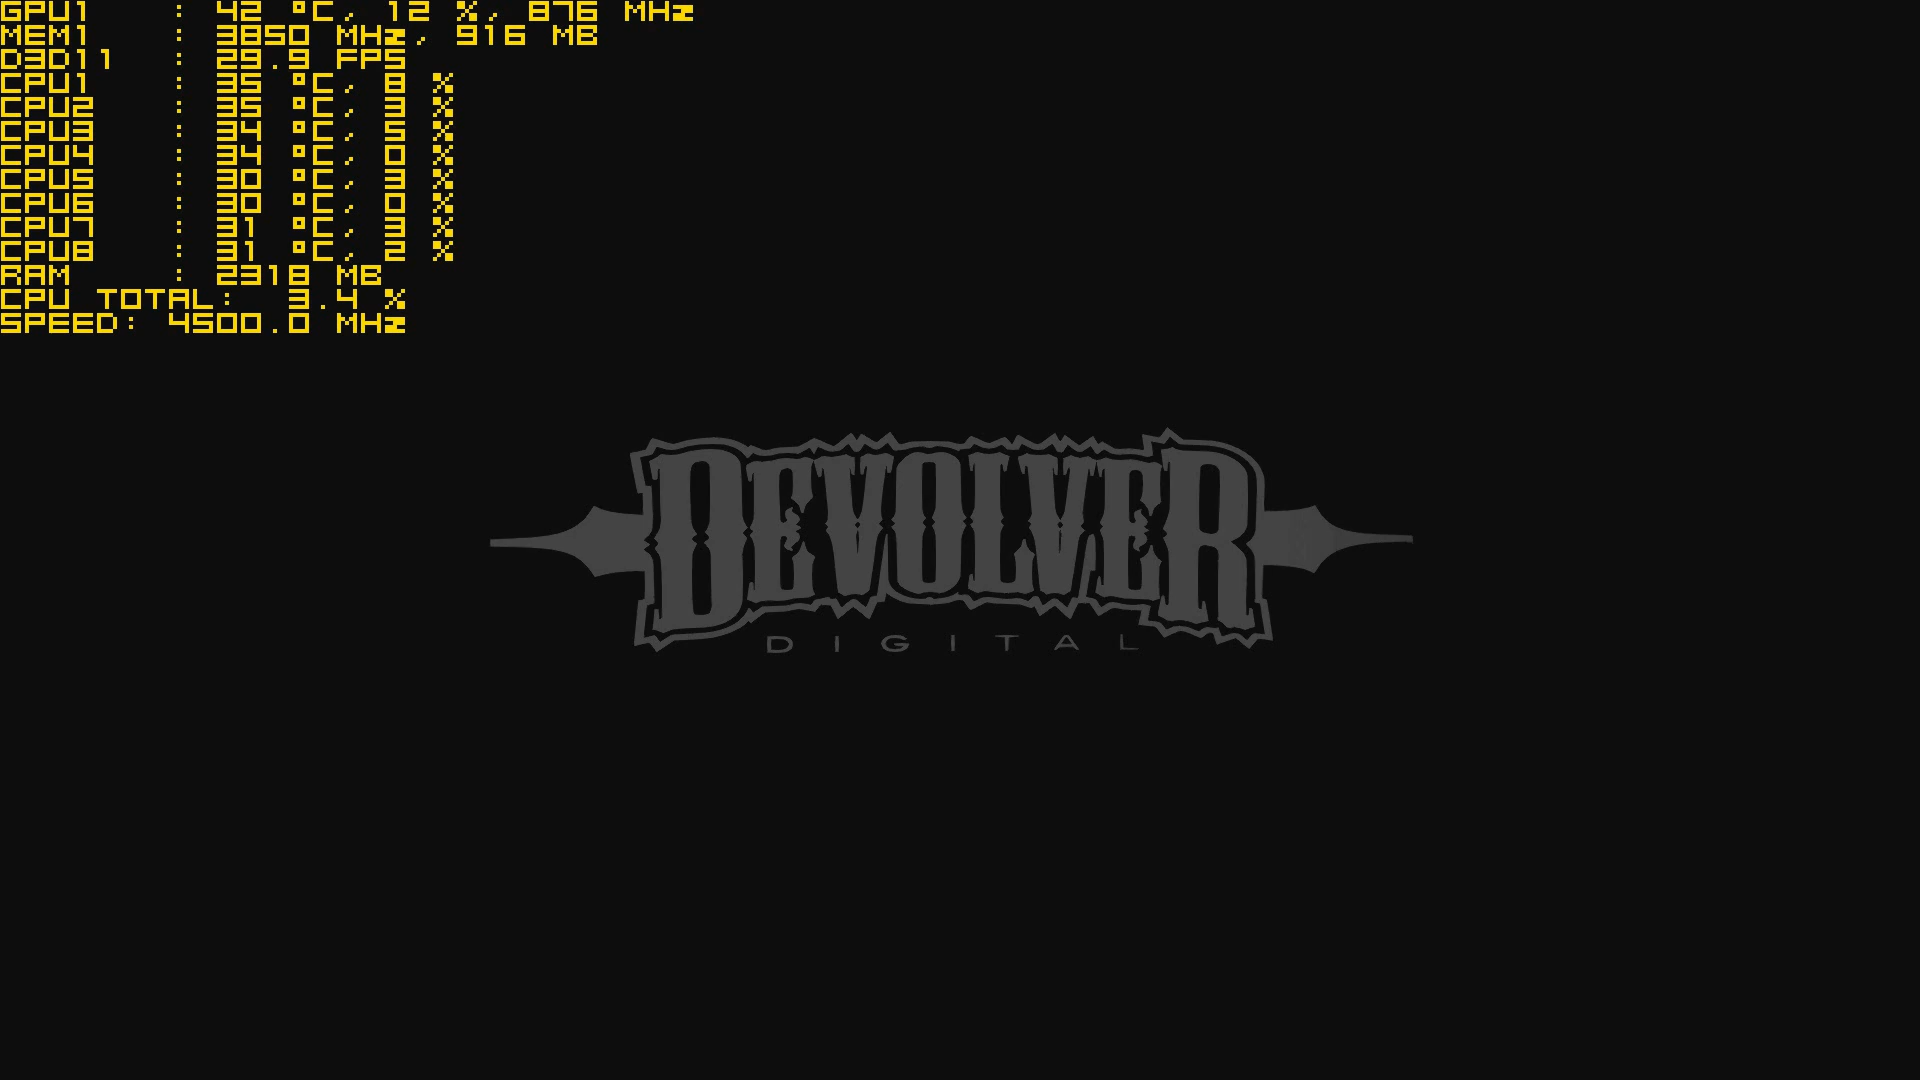 GPU1 : 42 °C, 12 %, 876 MHz
MEM1 : 3850 MHz, 916 MB
D3D11 : 29.9 FPS
CPU1 : 35 °C, 8 %
CPU2 : 35 °C, 3 %
CPU3 : 34 °C, 5 %
CPU4 : 34 °C, 0 %
CPU5 : 30 °C, 3 %
CPU6 : 30 °C, 0 %
CPU7 : 31 °C, 3 %
CPU8 : 31 °C, 2 %
RAM : 2318 MB
CPU TOTAL: 3.4 %
SPEED: 4500.0 MHz
DEVOLVER
DIGITAL